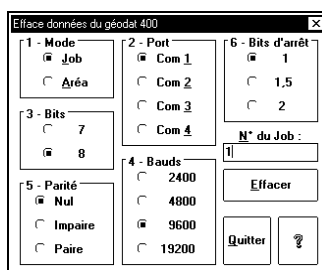 Efface données du géodat 400
1 - Mode
Job
Aréa
2 - Port
Com 1
Com 2
Com 3
Com 4
6 - Bits d'arrêt
1
1,5
2
3 - Bits
7
8
N° du Job :
1
4 - Bauds
2400
4800
9600
19200
5 - Parité
Nul
Impaire
Paire
Effacer
Quitter
?